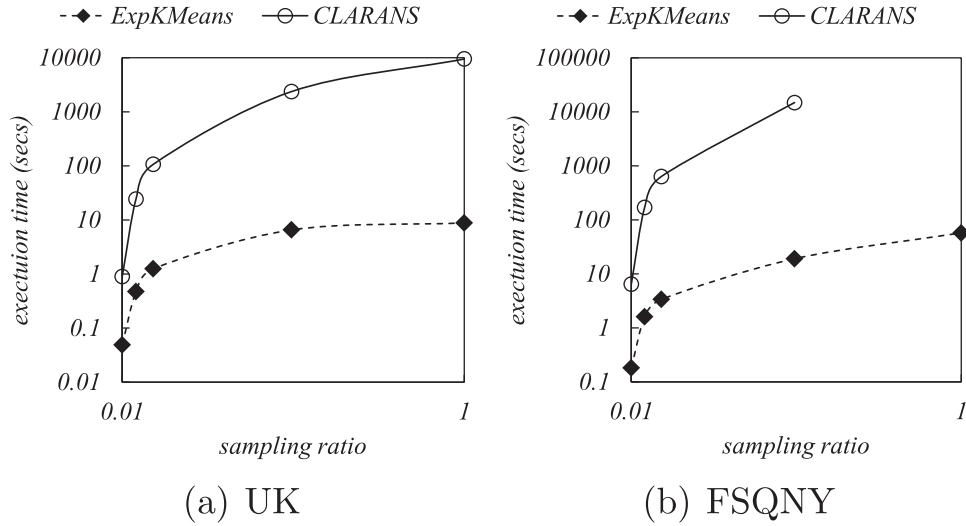 ExpKMeans CLARANS
10000
1000
100
10
1
0.1
0.01
exectuion time (secs)
0.01 1
sampling ratio
(a) UK
ExpKMeans CLARANS
100000
10000
1000
100
10
1
0.1
exectuion time (secs)
0.01 1
sampling ratio
(b) FSQNY